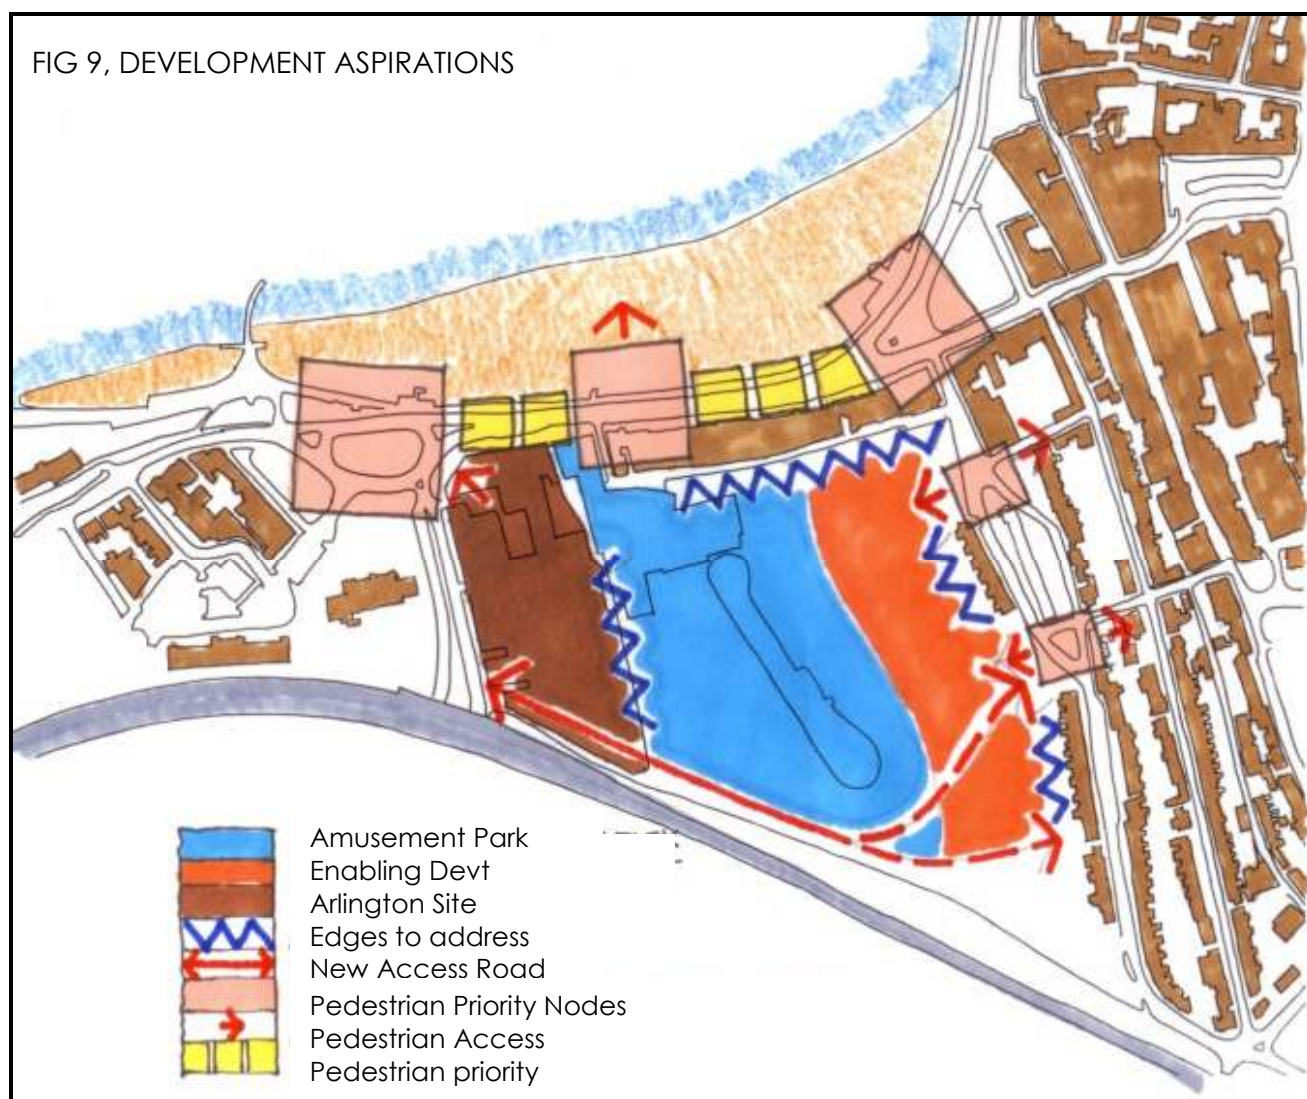 FIG 9, DEVELOPMENT ASPIRATIONS
Amusement Park
Enabling Devt
Arlington Site
Edges to address
New Access Road
Pedestrian Priority Nodes
Pedestrian Access
Pedestrian priority